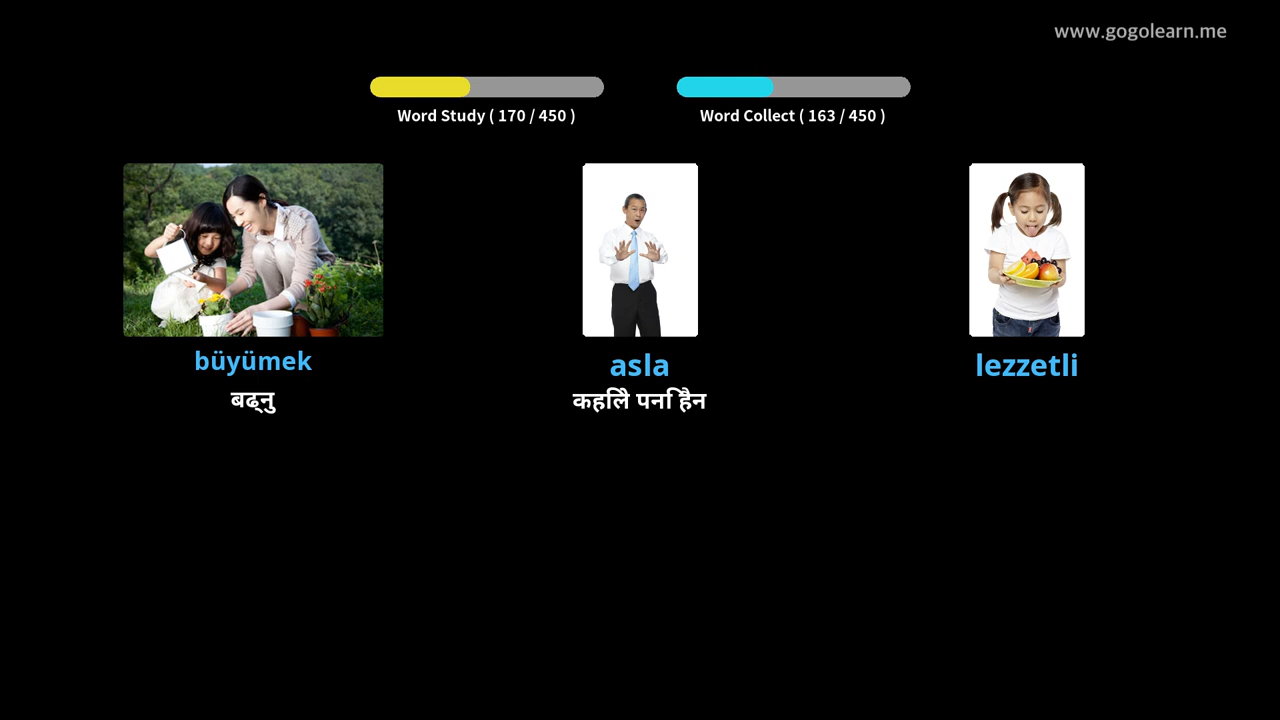 www.gogolearn.me
Word Study ( 170 / 450 )
Word Collect ( 163 / 450 )
büyümek
बढ्नु
asla
कहिलै पनि हैन
lezzetli